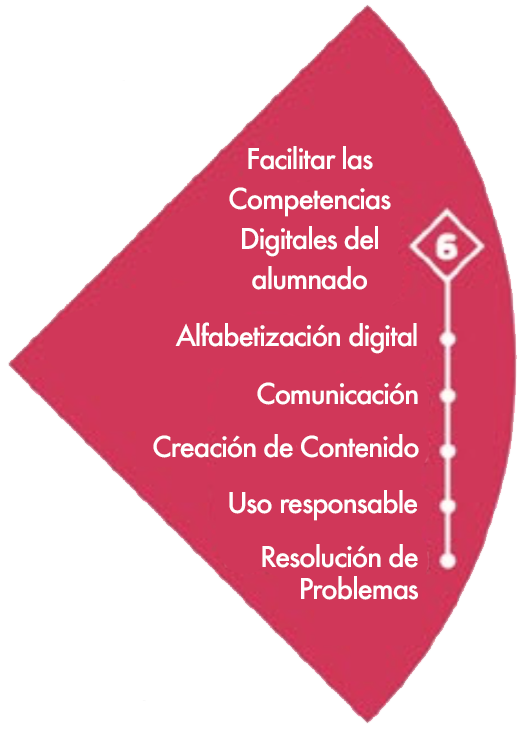 Facilitar las
Competencias
Digitales del
alumnado
6
Alfabetización digital
Comunicación
Creación de Contenido
Uso responsable
Resolución de
Problemas